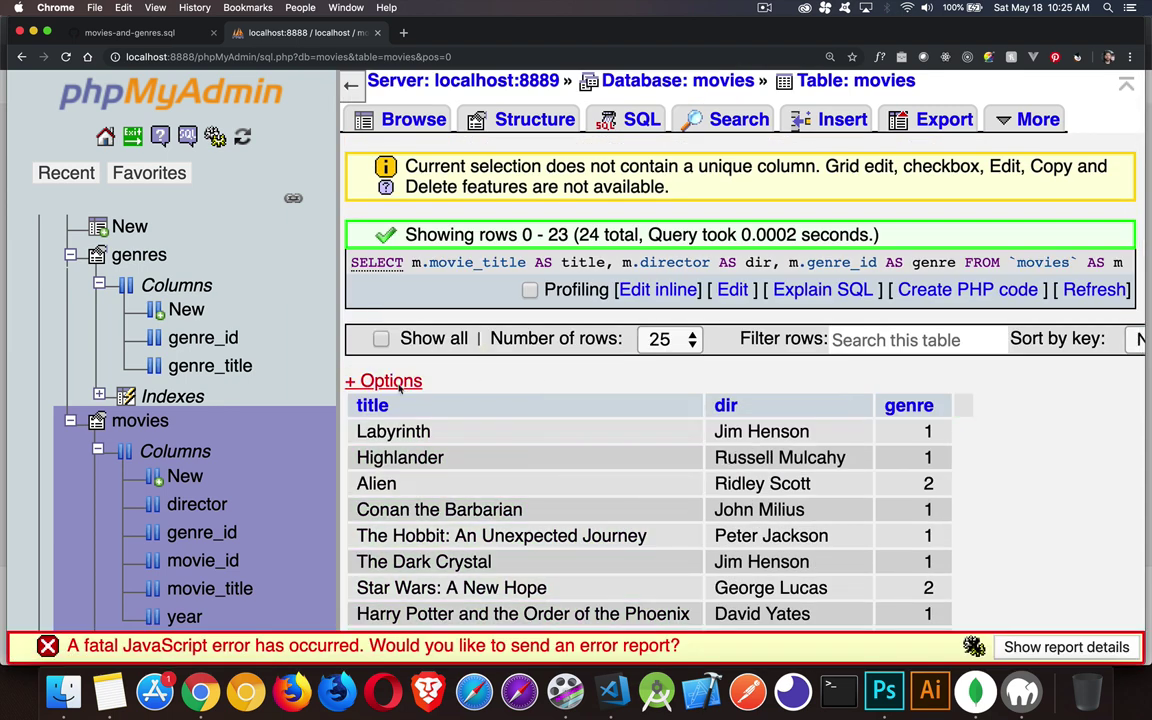 Chrome File Edit View History Bookmarks People Window Help 100% Sat May 18 10:25 AM
movies-and-genres.sql localhost:8888 / localhost / mo
localhost:8888/phpMyAdmin/sql.php?db=movies&table=movies&pos=0
phpMyAdmin
Recent Favorites
New
genres
Columns
New
genre_id
genre_title
Indexes
movies
Columns
New
director
genre_id
movie_id
movie_title
year
Server: localhost:8889 » Database: movies » Table: movies
Browse Structure SQL Search Insert Export More
Current selection does not contain a unique column. Grid edit, checkbox, Edit, Copy and
Delete features are not available.
Showing rows 0 - 23 (24 total, Query took 0.0002 seconds.)
SELECT m.movie_title AS title, m.director AS dir, m.genre_id AS genre FROM `movies` AS m
Profiling [Edit inline] [ Edit ] [ Explain SQL ] [ Create PHP code ] [ Refresh]
Show all | Number of rows: 25 Filter rows: Search this table Sort by key: N
+ Options
title dir genre
Labyrinth Jim Henson 1
Highlander Russell Mulcahy 1
Alien Ridley Scott 2
Conan the Barbarian John Milius 1
The Hobbit: An Unexpected Journey Peter Jackson 1
The Dark Crystal Jim Henson 1
Star Wars: A New Hope George Lucas 2
Harry Potter and the Order of the Phoenix David Yates 1
A fatal JavaScript error has occurred. Would you like to send an error report? Show report details
Ps Ai